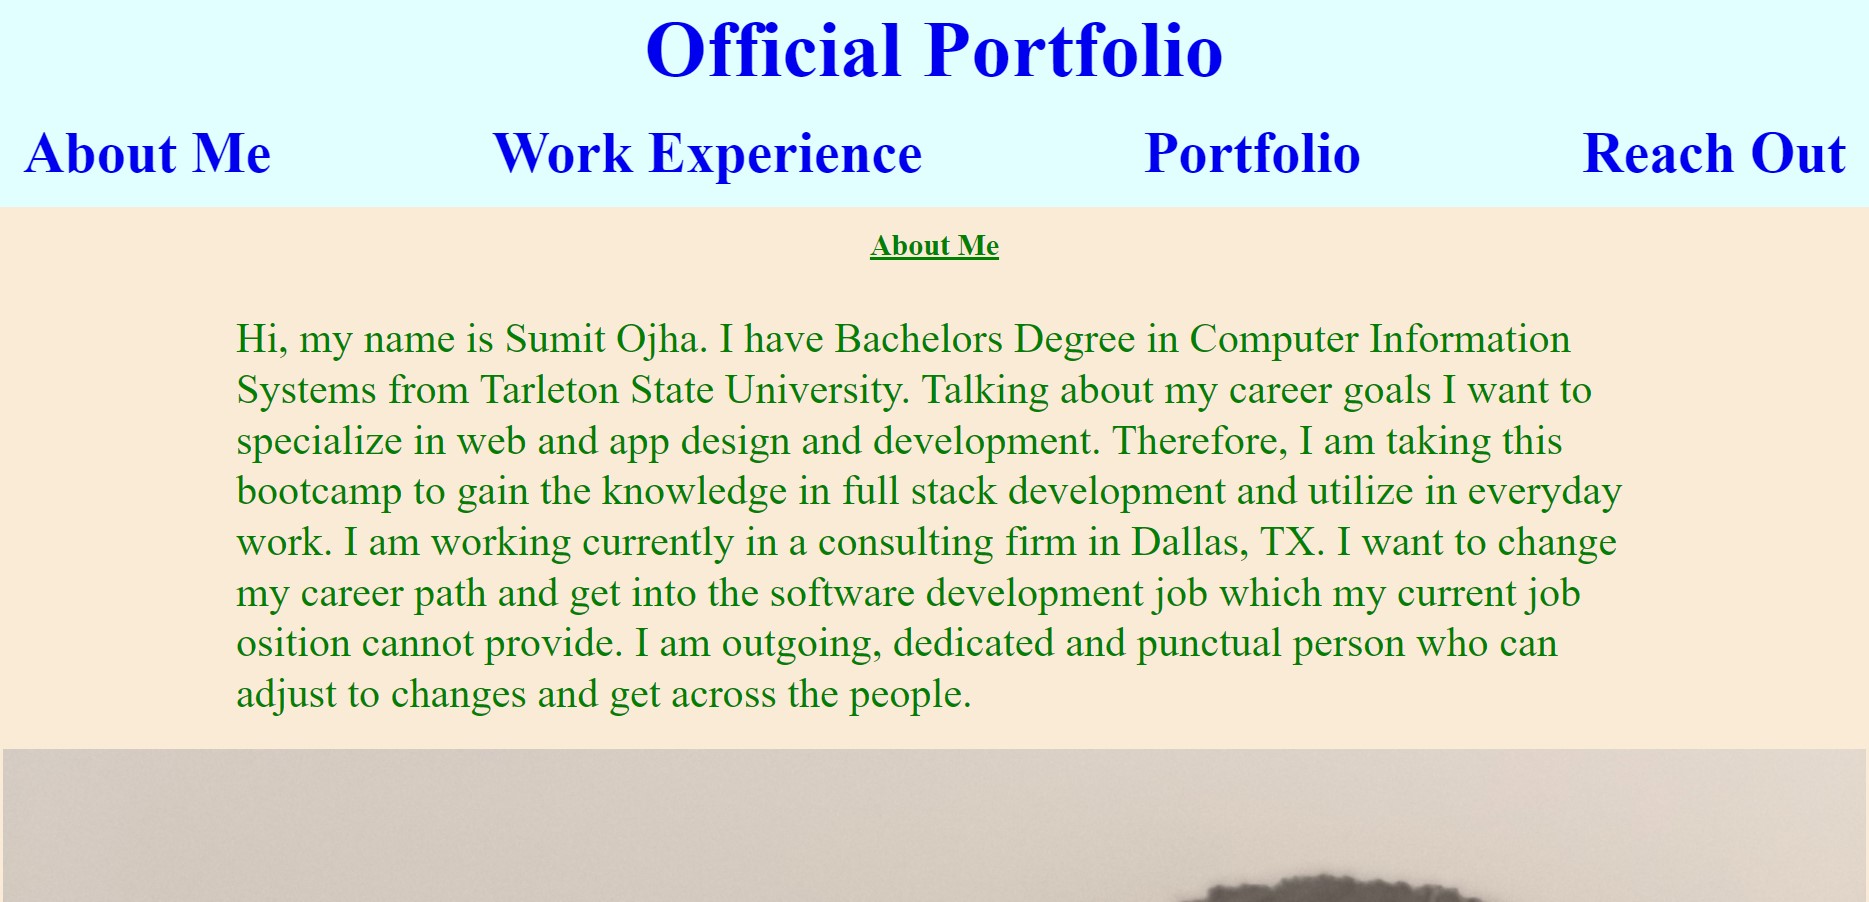 Official Portfolio
About Me Work Experience Portfolio Reach Out
About Me
Hi, my name is Sumit Ojha. I have Bachelors Degree in Computer Information
Systems from Tarleton State University. Talking about my career goals I want to
specialize in web and app design and development. Therefore, I am taking this
bootcamp to gain the knowledge in full stack development and utilize in everyday
work. I am working currently in a consulting firm in Dallas, TX. I want to change
my career path and get into the software development job which my current job
osition cannot provide. I am outgoing, dedicated and punctual person who can
adjust to changes and get across the people.